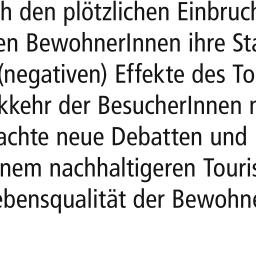 h den plötzlichen Einbruch
en BewohnerInnen ihre Sta
(negativen) Effekte des To
kkehr der BesucherInnen
achte neue Debatten und
nem nachhaltigeren Touris
ebensqualität der Bewohne